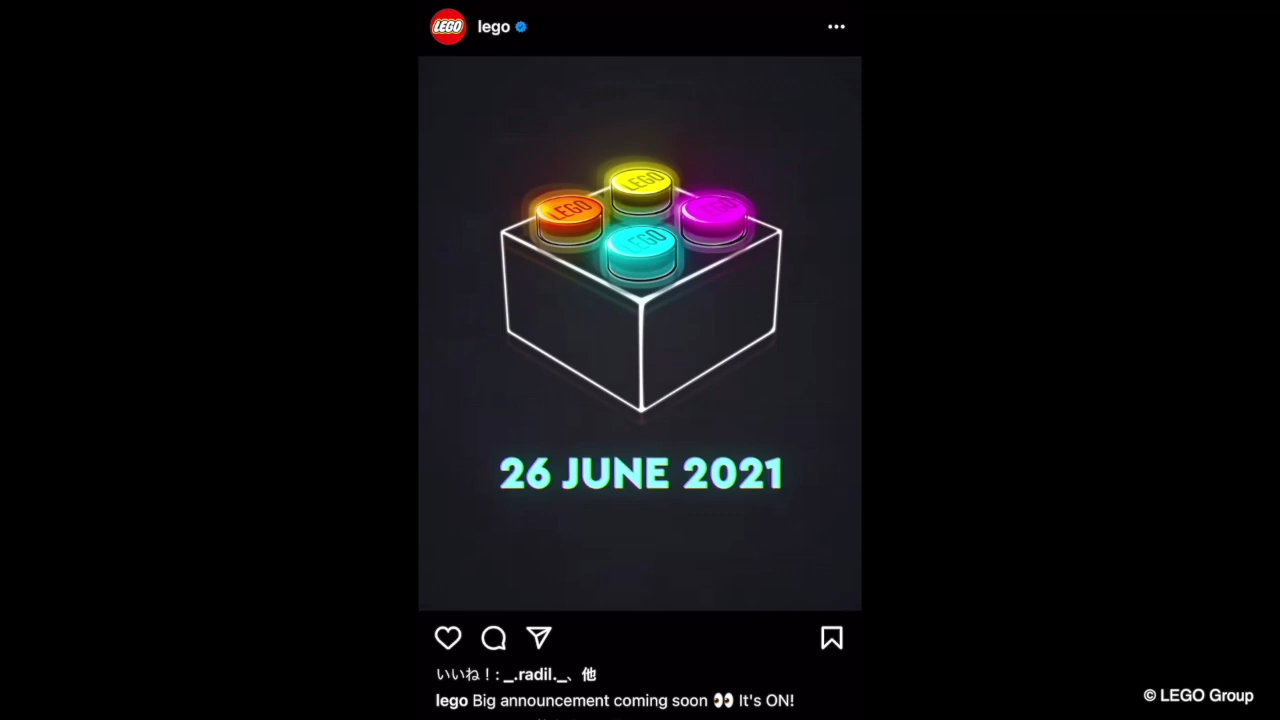 LEGO
lego
LEGO
LEGO
LEGO
LEGO
26 JUNE 2021
いいね！: _.radil._、他
lego Big announcement coming soon 👀 It's ON!
© LEGO Group